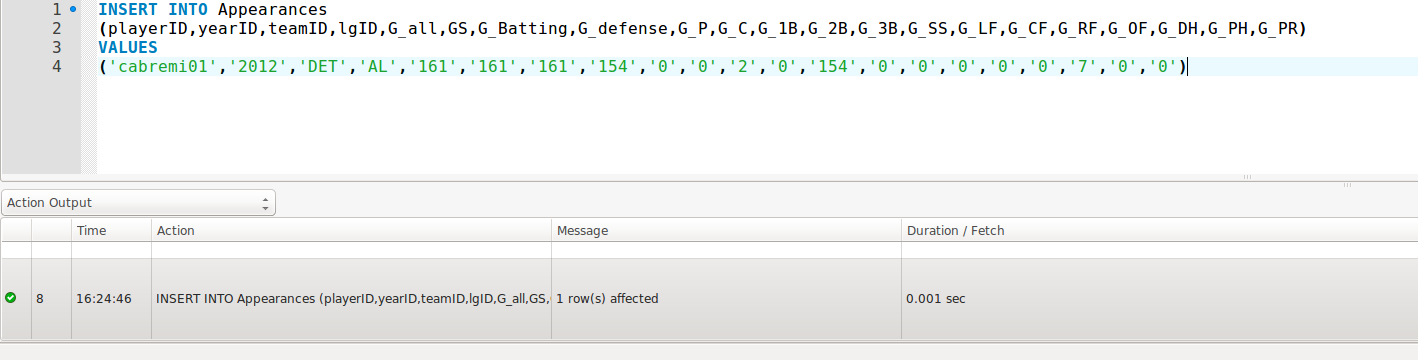 1 INSERT INTO Appearances
2 (playerID,yearID,teamID,lgID,G_all,GS,G_Batting,G_defense,G_P,G_C,G_1B,G_2B,G_3B,G_SS,G_LF,G_CF,G_RF,G_OF,G_DH,G_PH,G_PR)
3 VALUES
4 ('cabremi01','2012','DET','AL','161','161','161','154','0','0','2','0','154','0','0','0','0','0','7','0','0')
Action Output
Time Action Message Duration / Fetch
8 16:24:46 INSERT INTO Appearances (playerID,yearID,teamID,lgID,G_all,GS, 1 row(s) affected 0.001 sec